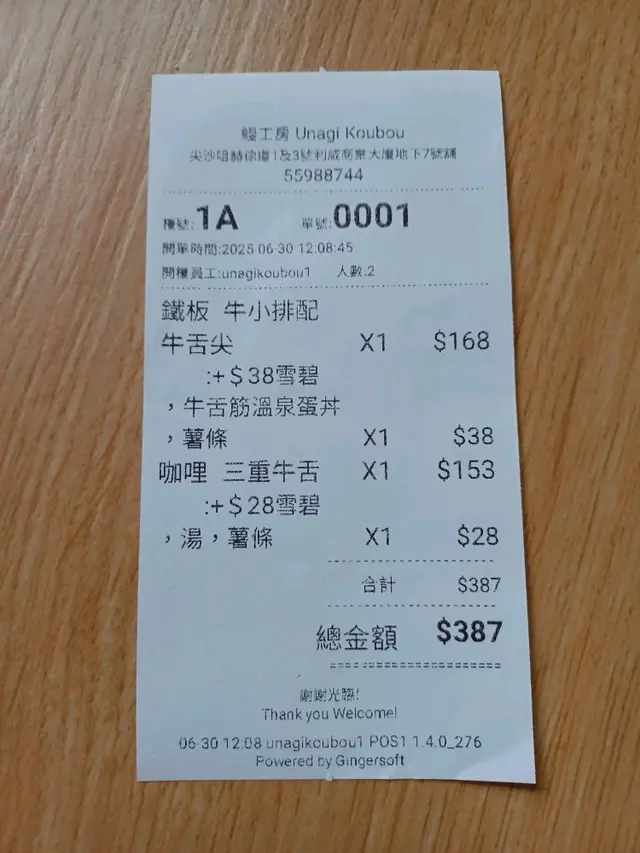 鰻工房 Unagi Koubou
尖沙咀赫德道1及3號利威商業大廈地下7號舖
55988744
檯號:1A 單號:0001
開單時間:2025-06-30 12:08:45
開檯員工:unagikoubou1 人數:2
鐵板 牛小排配
牛舌尖 X1 $168
:+$38雪碧
，牛舌筋溫泉蛋丼
，薯條 X1 $38
咖哩 三重牛舌 X1 $153
:+$28雪碧
，湯，薯條 X1 $28
合計 $387
總金額 $387
謝謝光臨!
Thank you Welcome!
06-30 12:08 unagikoubou1 POS1 1.4.0_276
Powered by Gingersoft